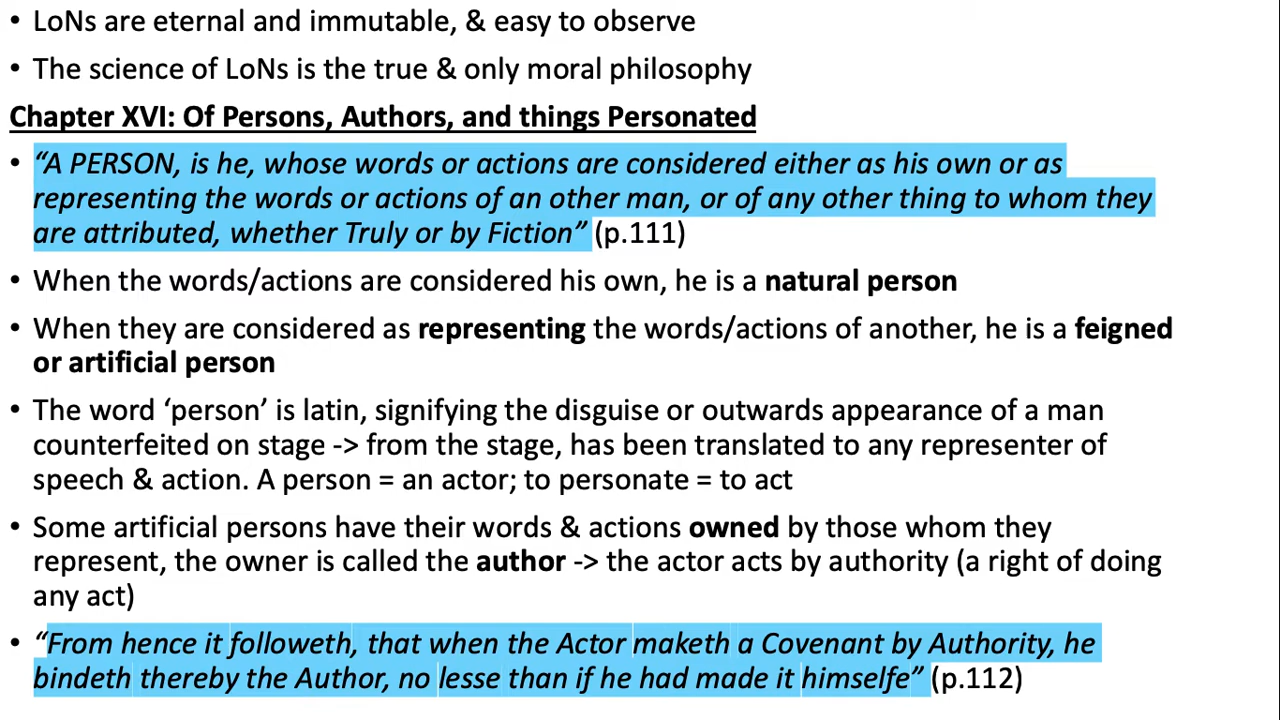 • LoNs are eternal and immutable, & easy to observe
• The science of LoNs is the true & only moral philosophy
Chapter XVI: Of Persons, Authors, and things Personated
• “A PERSON, is he, whose words or actions are considered either as his own or as
representing the words or actions of an other man, or of any other thing to whom they
are attributed, whether Truly or by Fiction” (p.111)
• When the words/actions are considered his own, he is a natural person
• When they are considered as representing the words/actions of another, he is a feigned
or artificial person
• The word ‘person’ is latin, signifying the disguise or outwards appearance of a man
counterfeited on stage -> from the stage, has been translated to any representer of
speech & action. A person = an actor; to personate = to act
• Some artificial persons have their words & actions owned by those whom they
represent, the owner is called the author -> the actor acts by authority (a right of doing
any act)
• “From hence it followeth, that when the Actor maketh a Covenant by Authority, he
bindeth thereby the Author, no lesse than if he had made it himselfe” (p.112)